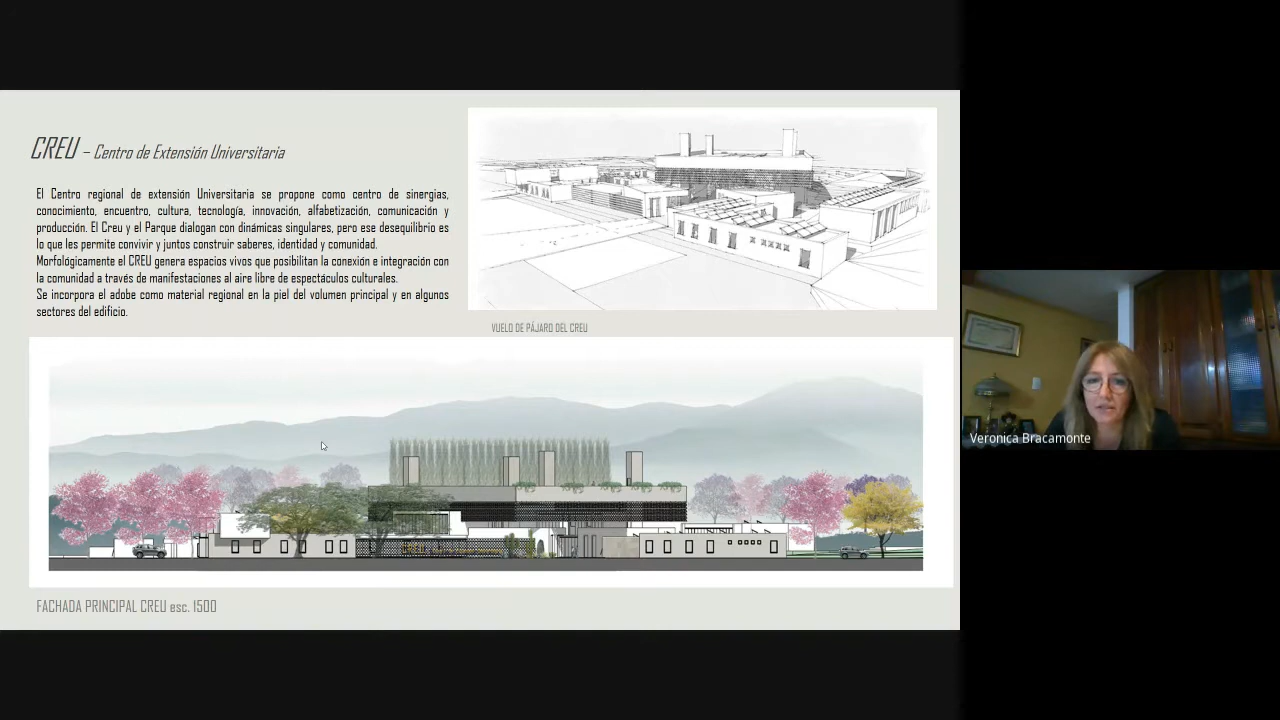 CREU – Centro de Extensión Universitaria
El Centro regional de extensión Universitaria se propone como centro de sinergias,
conocimiento, encuentro, cultura, tecnología, innovación, alfabetización, comunicación y
producción. El Creu y el Parque dialogan con dinámicas singulares, pero ese desequilibrio es
lo que les permite convivir y juntos construir saberes, identidad y comunidad.
Morfológicamente el CREU genera espacios vivos que posibilitan la conexión e integración con
la comunidad a través de manifestaciones al aire libre de espectáculos culturales.
Se incorpora el adobe como material regional en la piel del volumen principal y en algunos
sectores del edificio.
VUELO DE PÁJARO DEL CREU
FACHADA PRINCIPAL CREU esc. 1500
Veronica Bracamonte